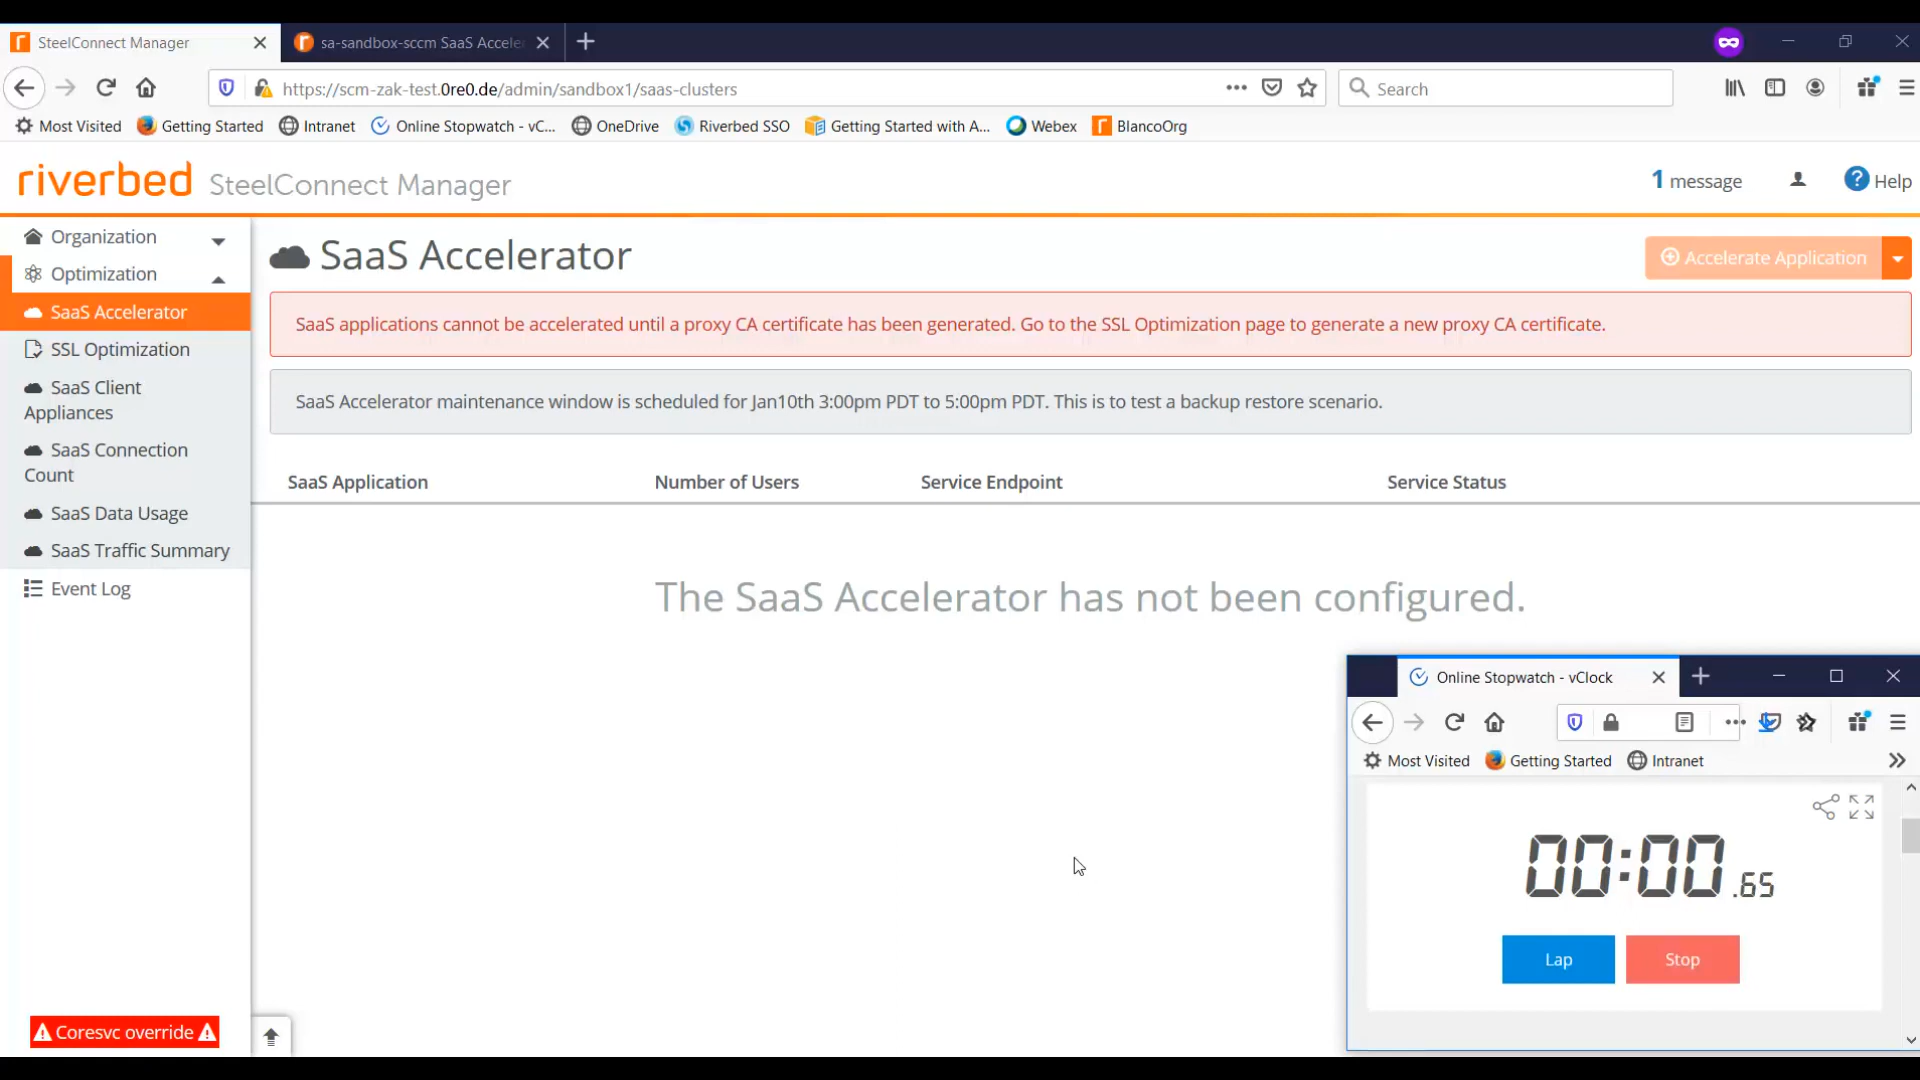 SteelConnect Manager
sa-sandbox-sccm SaaS Acceler
https://scm-zak-test.0re0.de/admin/sandbox1/saas-clusters
Search
Most Visited
Getting Started
Intranet
Online Stopwatch - vC...
OneDrive
Riverbed SSO
Getting Started with A...
Webex
BlancoOrg
riverbed SteelConnect Manager
1 message
? Help
Organization
Optimization
SaaS Accelerator
SSL Optimization
SaaS Client
Appliances
SaaS Connection
Count
SaaS Data Usage
SaaS Traffic Summary
Event Log
Coresvc override
SaaS Accelerator
Accelerate Application
SaaS applications cannot be accelerated until a proxy CA certificate has been generated. Go to the SSL Optimization page to generate a new proxy CA certificate.
SaaS Accelerator maintenance window is scheduled for Jan10th 3:00pm PDT to 5:00pm PDT. This is to test a backup restore scenario.
SaaS Application Number of Users Service Endpoint Service Status
The SaaS Accelerator has not been configured.
Online Stopwatch - vClock
Most Visited
Getting Started
Intranet
00:00.65
Lap
Stop